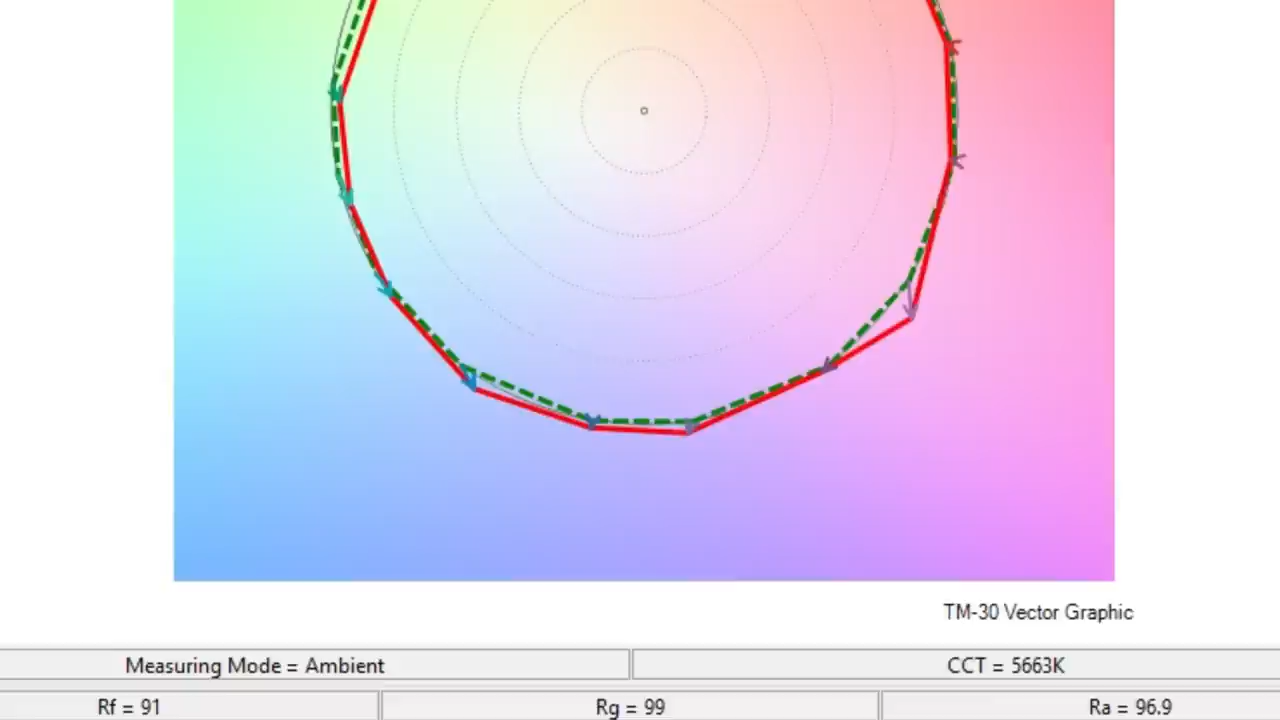 TM-30 Vector Graphic
Measuring Mode = Ambient
CCT = 5663K
Rf = 91
Rg = 99
Ra = 96.9